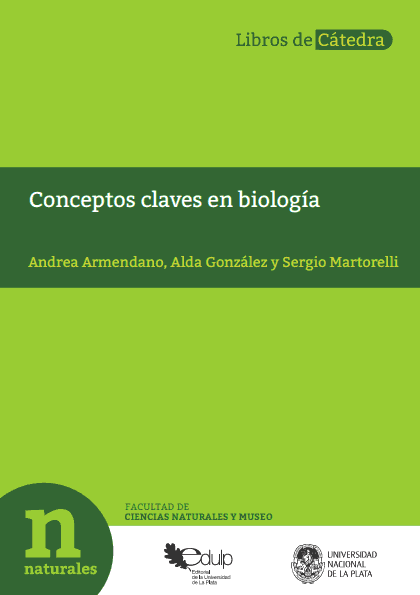 Libros de Cátedra
Conceptos claves en biología
Andrea Armendano, Alda González y Sergio Martorelli
FACULTAD DE
CIENCIAS NATURALES Y MUSEO
n
naturales
edulp
Editorial
de la Universidad
de La Plata
UNIVERSIDAD
NACIONAL
DE LA PLATA